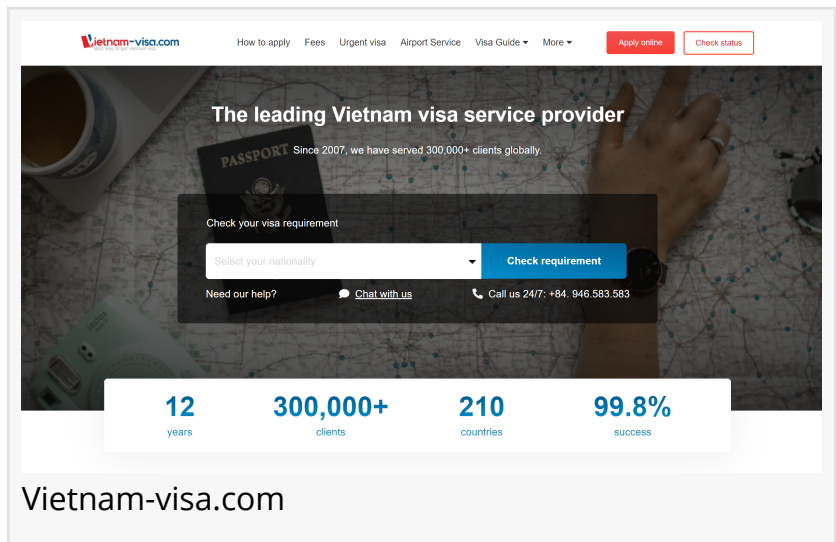 Vietnam-visa.com
How to apply Fees Urgent visa Airport Service Visa Guide More Apply online Check status
The leading Vietnam visa service provider
PASSPORT
Since 2007, we have served 300,000+ clients globally.
Check your visa requirement
Select your nationality Check requirement
Need our help? Chat with us Call us 24/7: +84. 946.583.583
12 300,000+ 210 99.8%
years clients countries success
Vietnam-visa.com